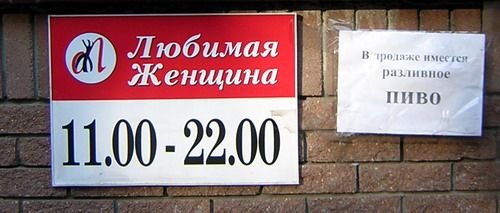 Любимая
Женщина
11.00 - 22.00
В продаже имеется
разливное
ПИВО